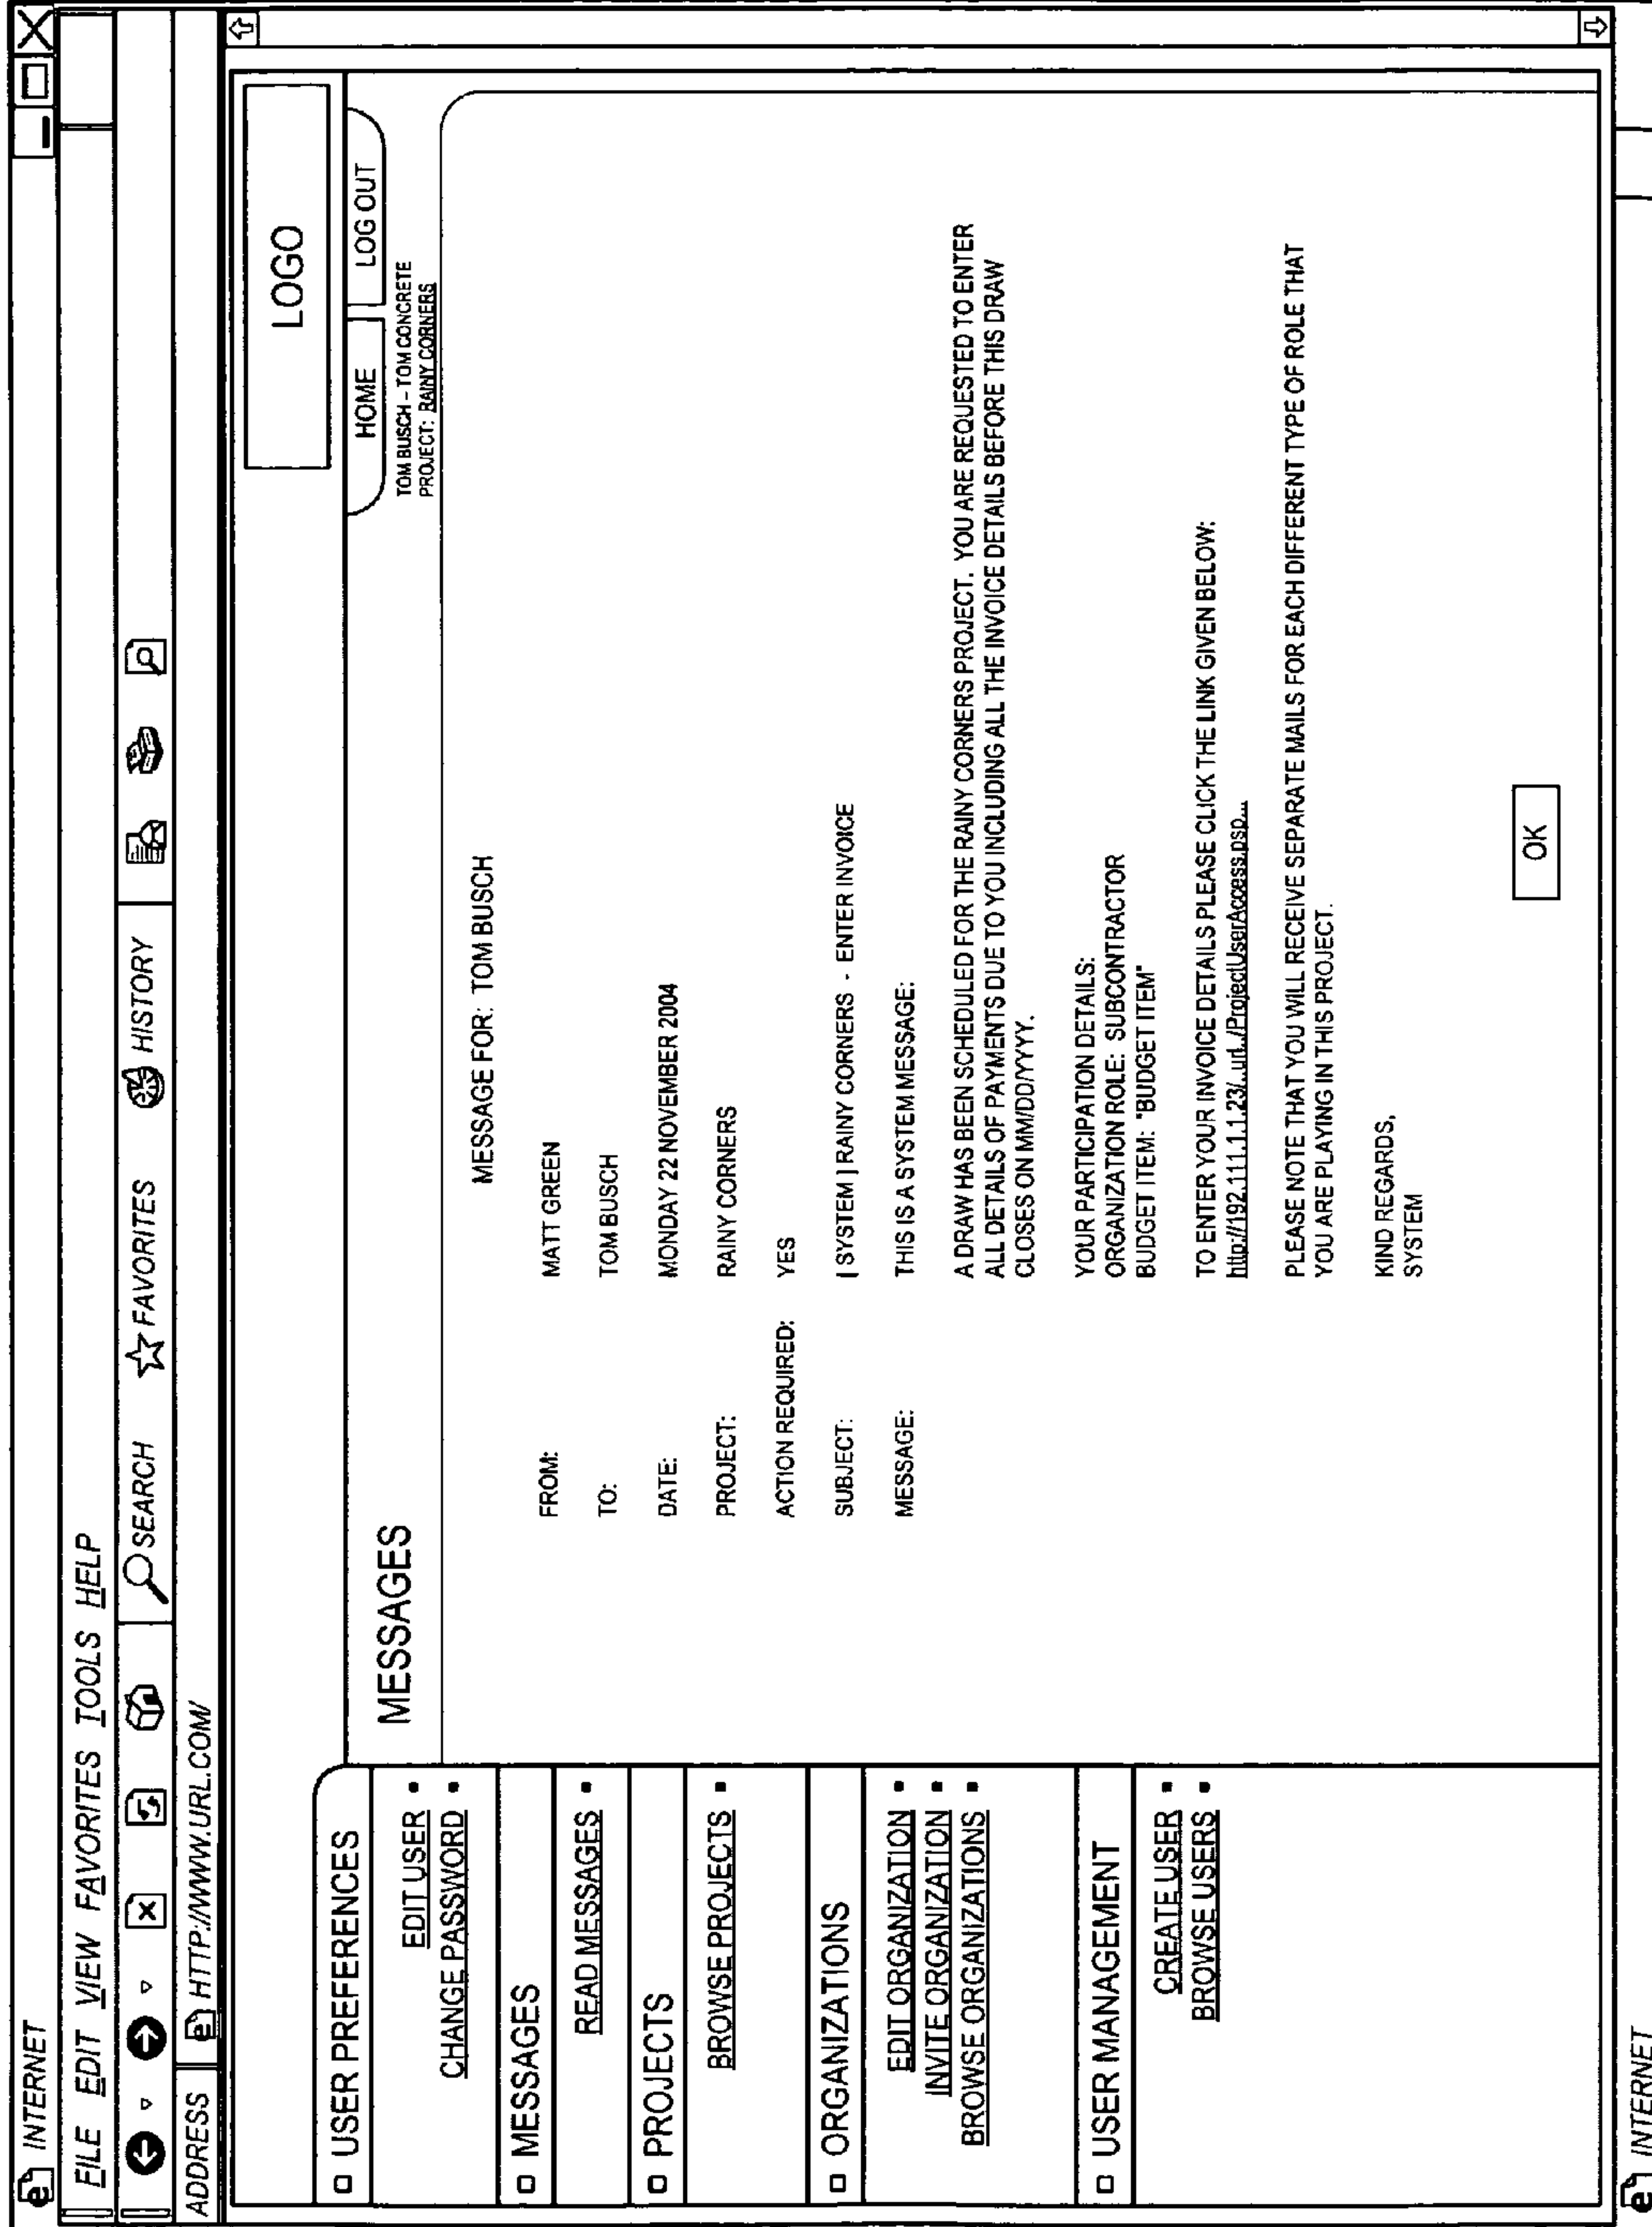 INTERNET
FILE EDIT VIEW FAVORITES TOOLS HELP
SEARCH FAVORITES HISTORY
ADDRESS HTTP://WWW.URL.COM/
LOGO
HOME LOG OUT
TOM BUSCH – TOM CONCRETE
PROJECT: RAINY CORNERS
USER PREFERENCES
EDIT USER
CHANGE PASSWORD
MESSAGES
READ MESSAGES
PROJECTS
BROWSE PROJECTS
ORGANIZATIONS
EDIT ORGANIZATION
INVITE ORGANIZATION
BROWSE ORGANIZATIONS
USER MANAGEMENT
CREATE USER
BROWSE USERS
MESSAGES
MESSAGE FOR: TOM BUSCH
FROM: MATT GREEN
TO: TOM BUSCH
DATE: MONDAY 22 NOVEMBER 2004
PROJECT: RAINY CORNERS
ACTION REQUIRED: YES
SUBJECT: [ SYSTEM ] RAINY CORNERS - ENTER INVOICE
MESSAGE: THIS IS A SYSTEM MESSAGE:
A DRAW HAS BEEN SCHEDULED FOR THE RAINY CORNERS PROJECT. YOU ARE REQUESTED TO ENTER
ALL DETAILS OF PAYMENTS DUE TO YOU INCLUDING ALL THE INVOICE DETAILS BEFORE THIS DRAW
CLOSES ON MM/DD/YYYY.
YOUR PARTICIPATION DETAILS:
ORGANIZATION ROLE: SUBCONTRACTOR
BUDGET ITEM: "BUDGET ITEM"
TO ENTER YOUR INVOICE DETAILS PLEASE CLICK THE LINK GIVEN BELOW:
http://192.111.1.23/..url../ProjectUserAccess.psp...
PLEASE NOTE THAT YOU WILL RECEIVE SEPARATE MAILS FOR EACH DIFFERENT TYPE OF ROLE THAT
YOU ARE PLAYING IN THIS PROJECT.
KIND REGARDS,
SYSTEM
OK
INTERNET